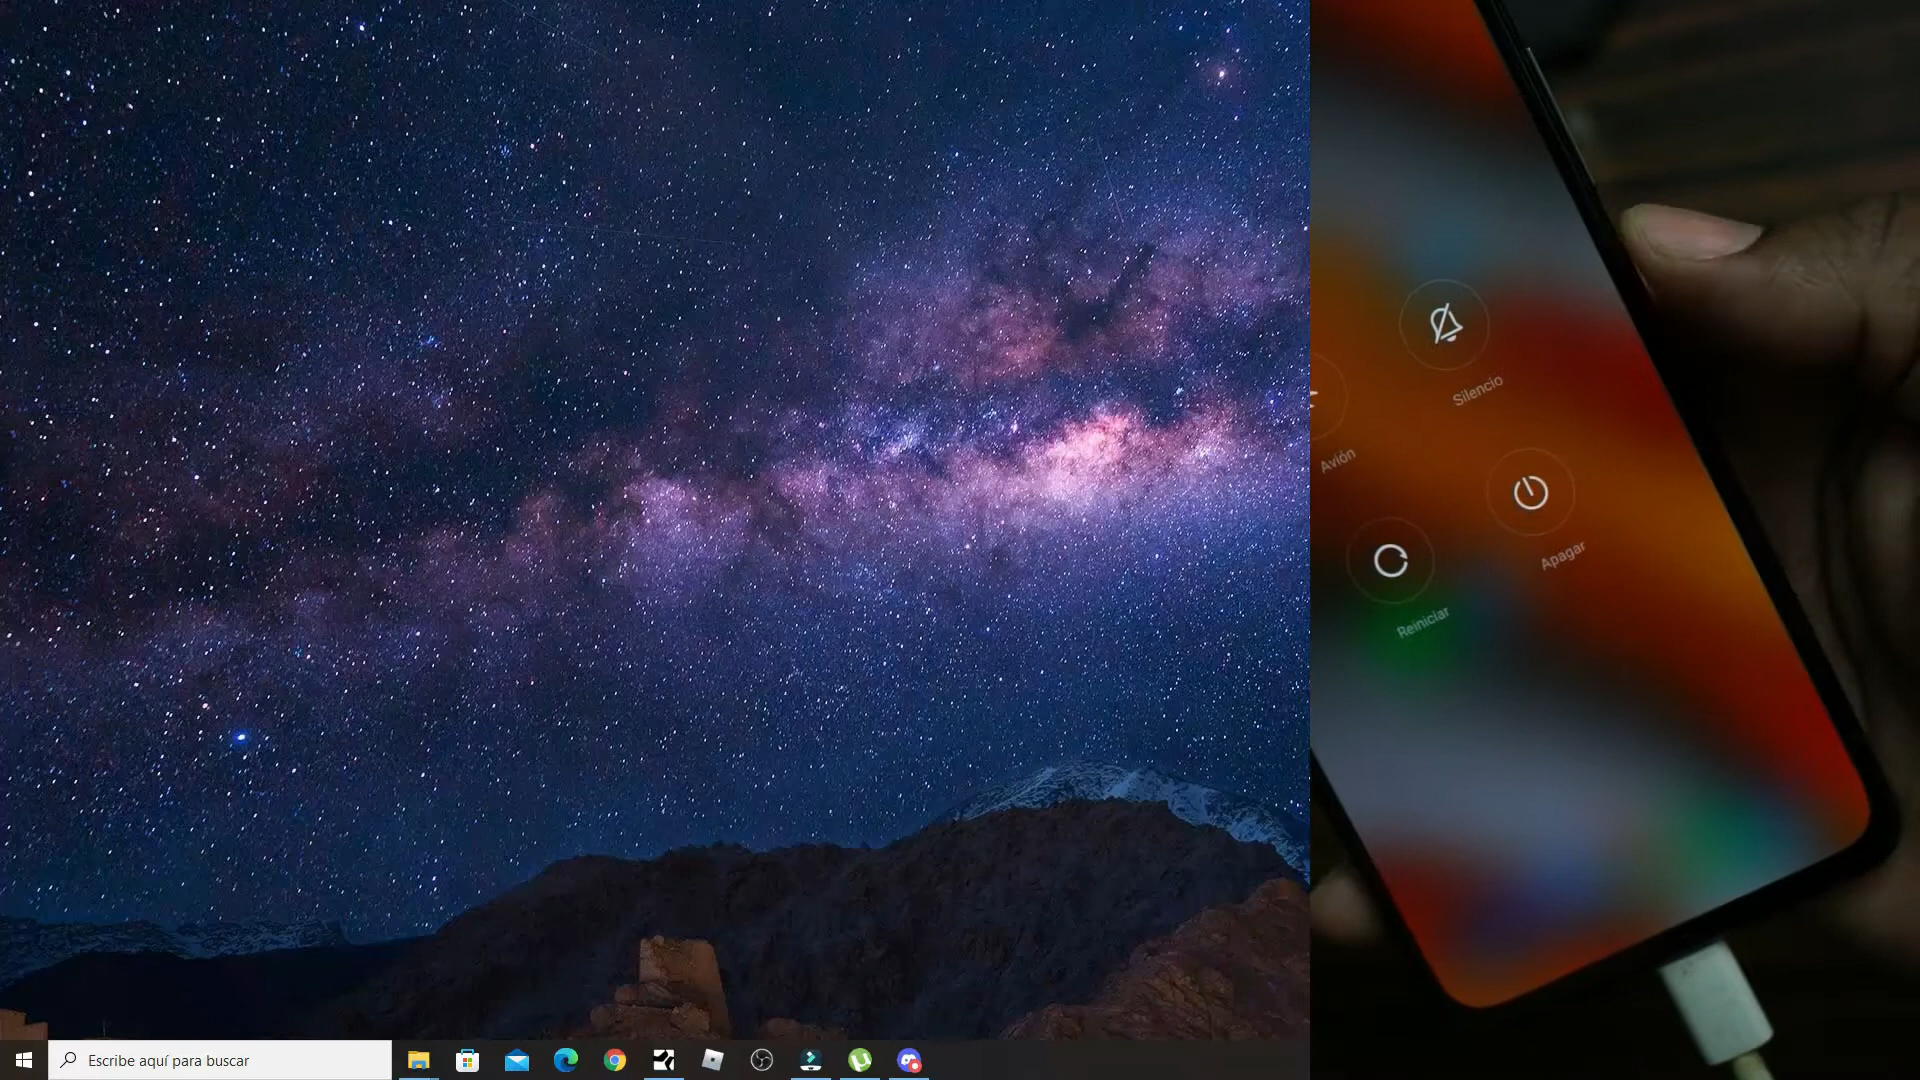 Silencio
Avión
Apagar
Reiniciar
Escribe aquí para buscar